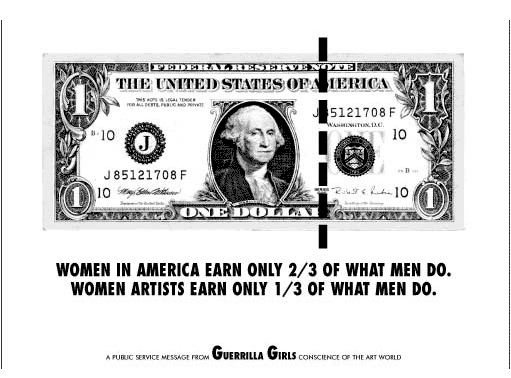 FEDERAL RESERVE NOTE
THE UNITED STATES OF AMERICA
THIS NOTE IS LEGAL TENDER
FOR ALL DEBTS, PUBLIC AND PRIVATE
J 5121708 F
WASHINGTON, D.C.
B 10
10
J
J 85121708 F
10
10
1
1
1
1
ONE DOLLAR
WOMEN IN AMERICA EARN ONLY 2/3 OF WHAT MEN DO.
WOMEN ARTISTS EARN ONLY 1/3 OF WHAT MEN DO.
A PUBLIC SERVICE MESSAGE FROM GUERRILLA GIRLS CONSCIENCE OF THE ART WORLD